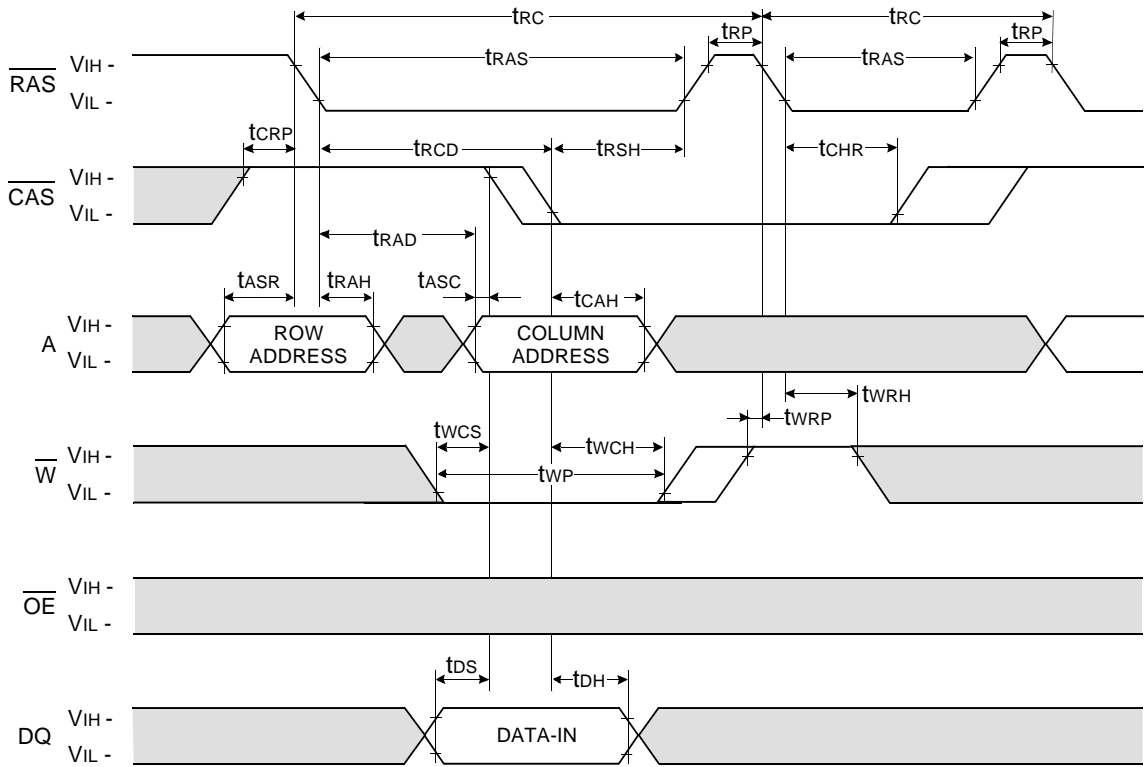 tRC tRC
tRP tRP
RAS VIH - tRAS tRAS
VIL -
tCRP tRCD tRSH tCHR
CAS VIH -
VIL -
tRAD
tASR tRAH tASC tCAH
A VIH - ROW COLUMN
VIL - ADDRESS ADDRESS
tWRH
tWRP
tWCS tWCH
W VIH - tWP
VIL -
OE VIH -
VIL -
tDS tDH
DQ VIH - DATA-IN
VIL -